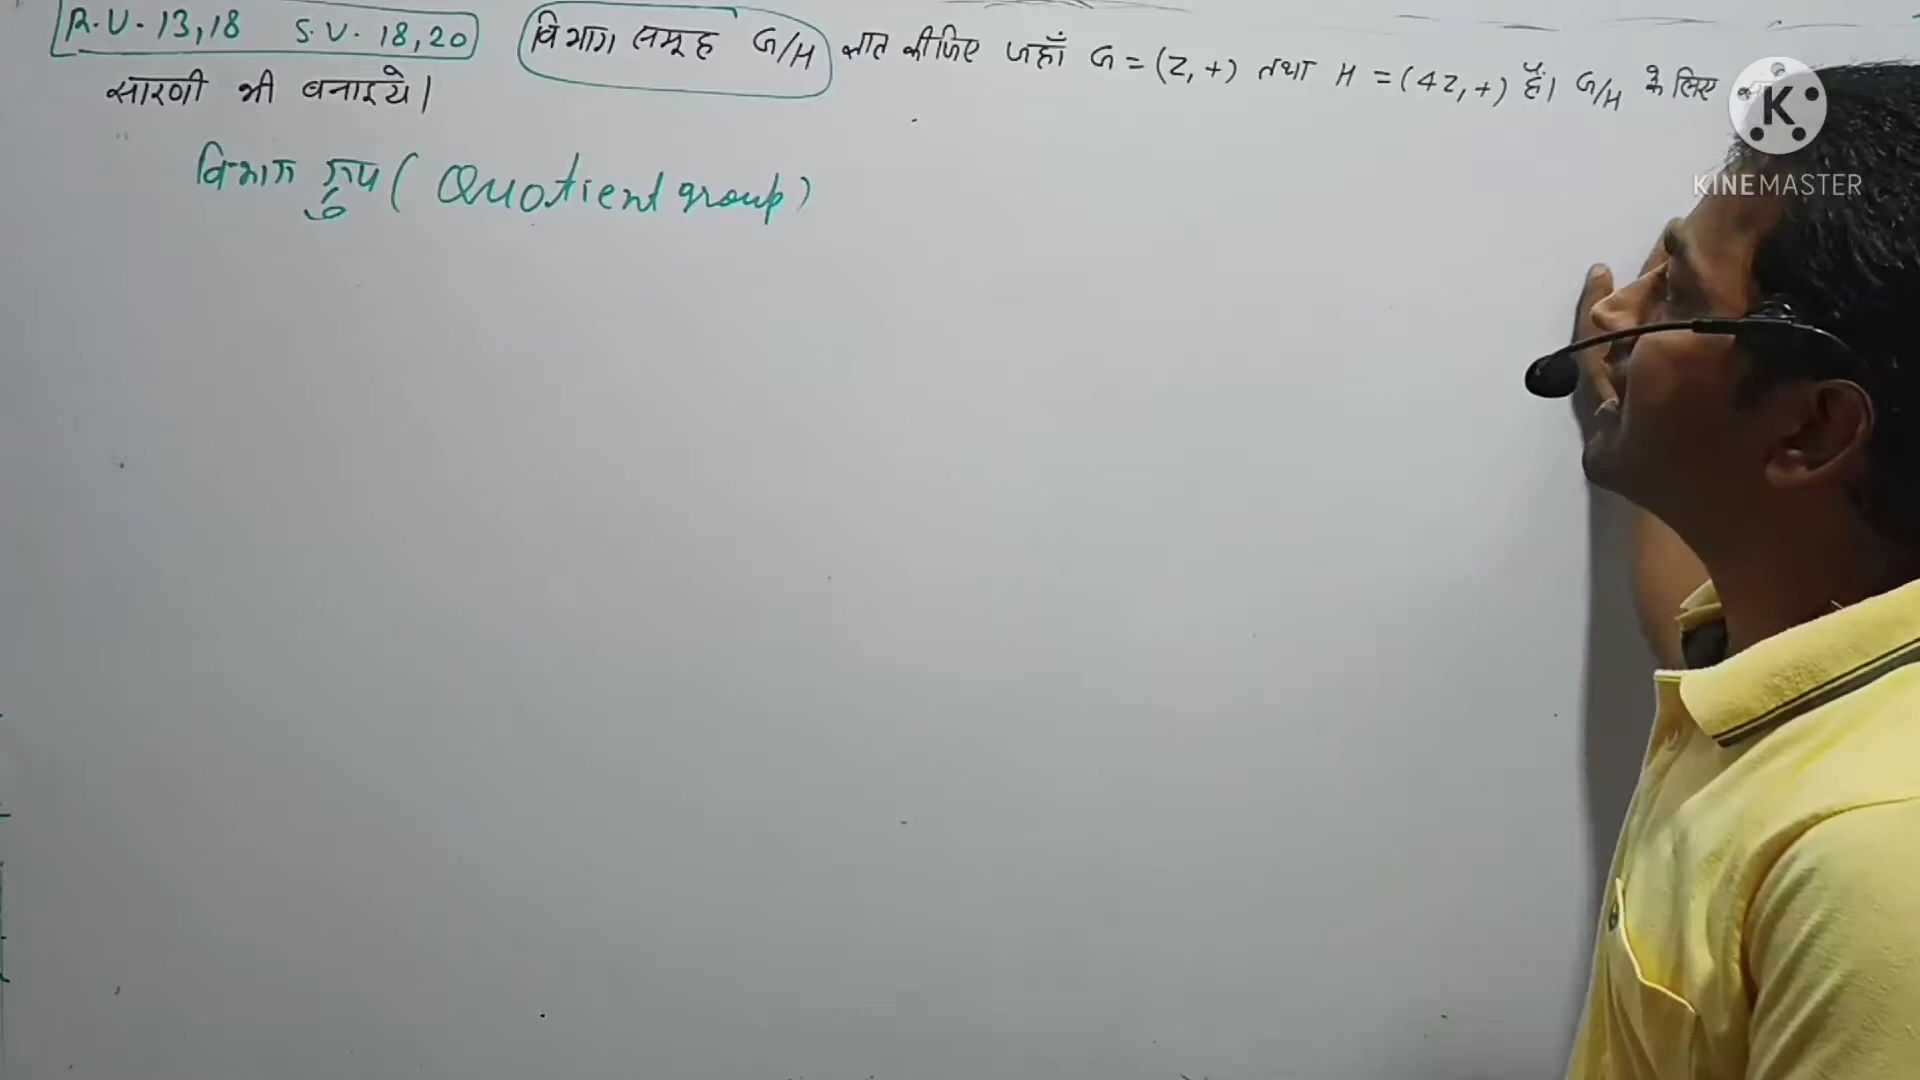 R.U. 13,18 S.U. 18,20 विभाग समूह G/H ज्ञात कीजिए जहाँ G = (Z, +) तथा H = (4Z, +) हैं। G/H के लिए
सारणी भी बनाइये।
विभाग ग्रुप ( Quotient group )
K
KINEMASTER